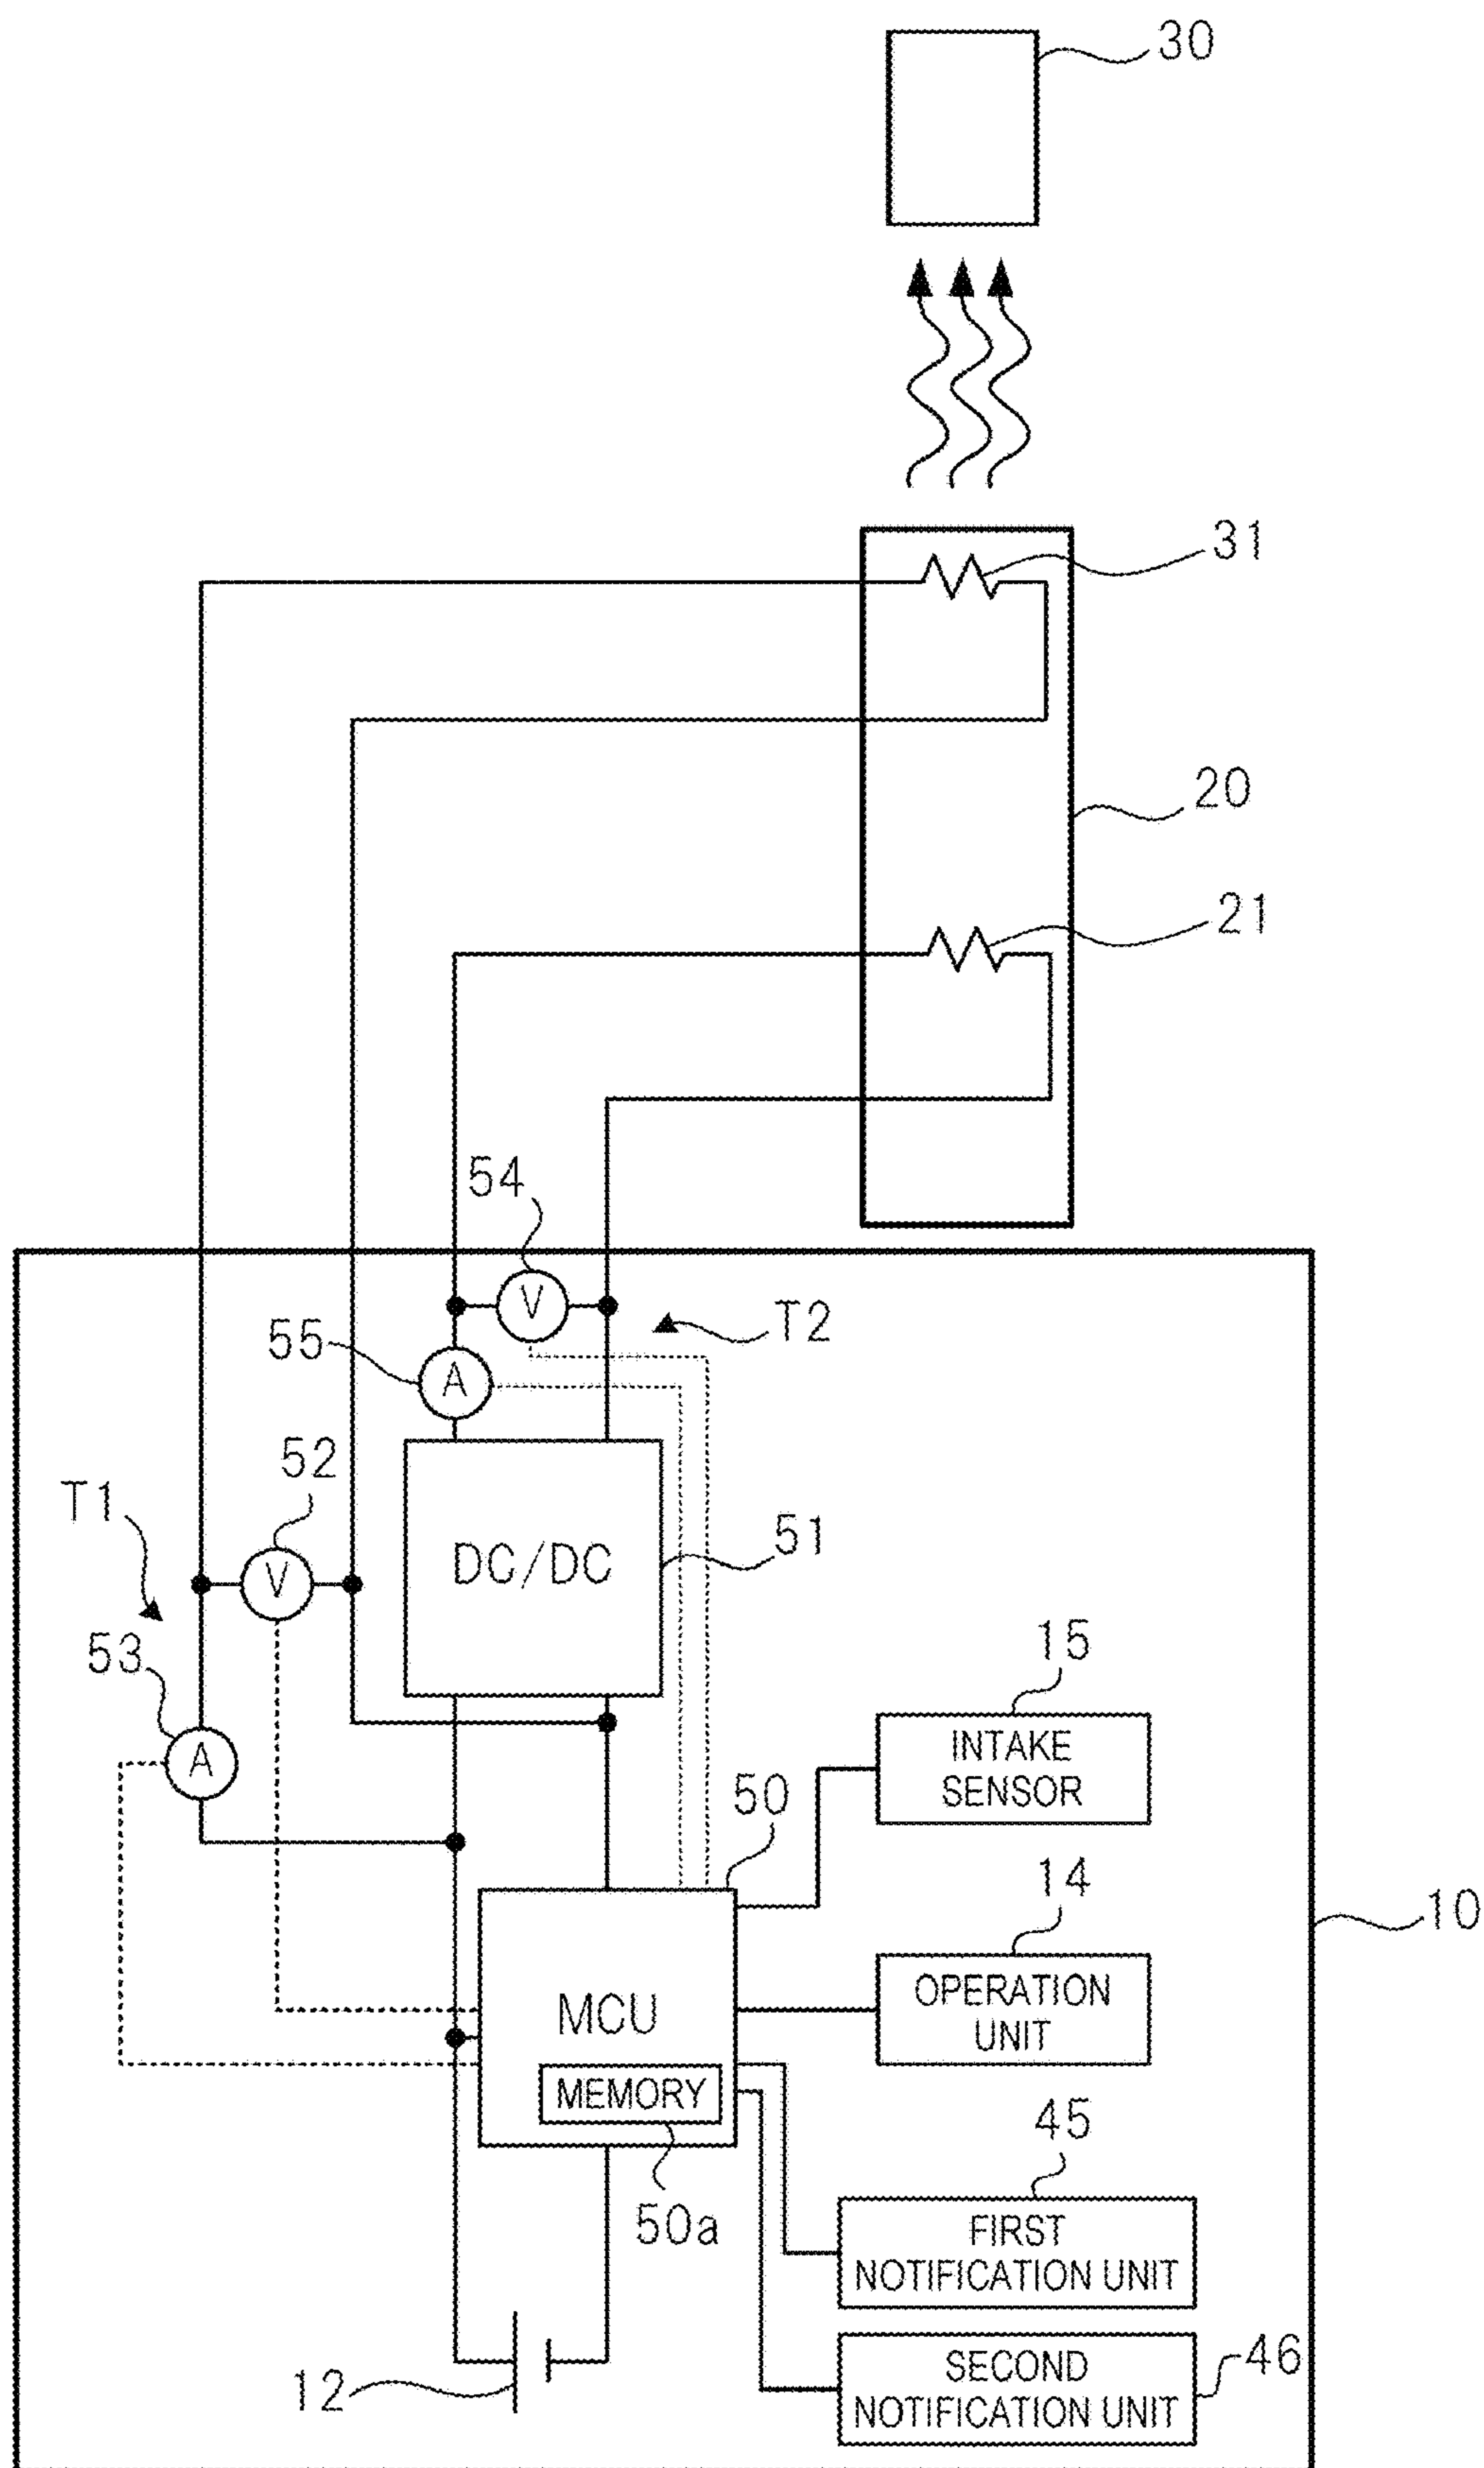 30
31
20
21
54
V
T2
55
A
52
T1
V
DC/DC
51
53
A
15
INTAKE
SENSOR
50
14
10
OPERATION
UNIT
MCU
MEMORY
45
50a
FIRST
NOTIFICATION UNIT
12
SECOND
NOTIFICATION UNIT
46